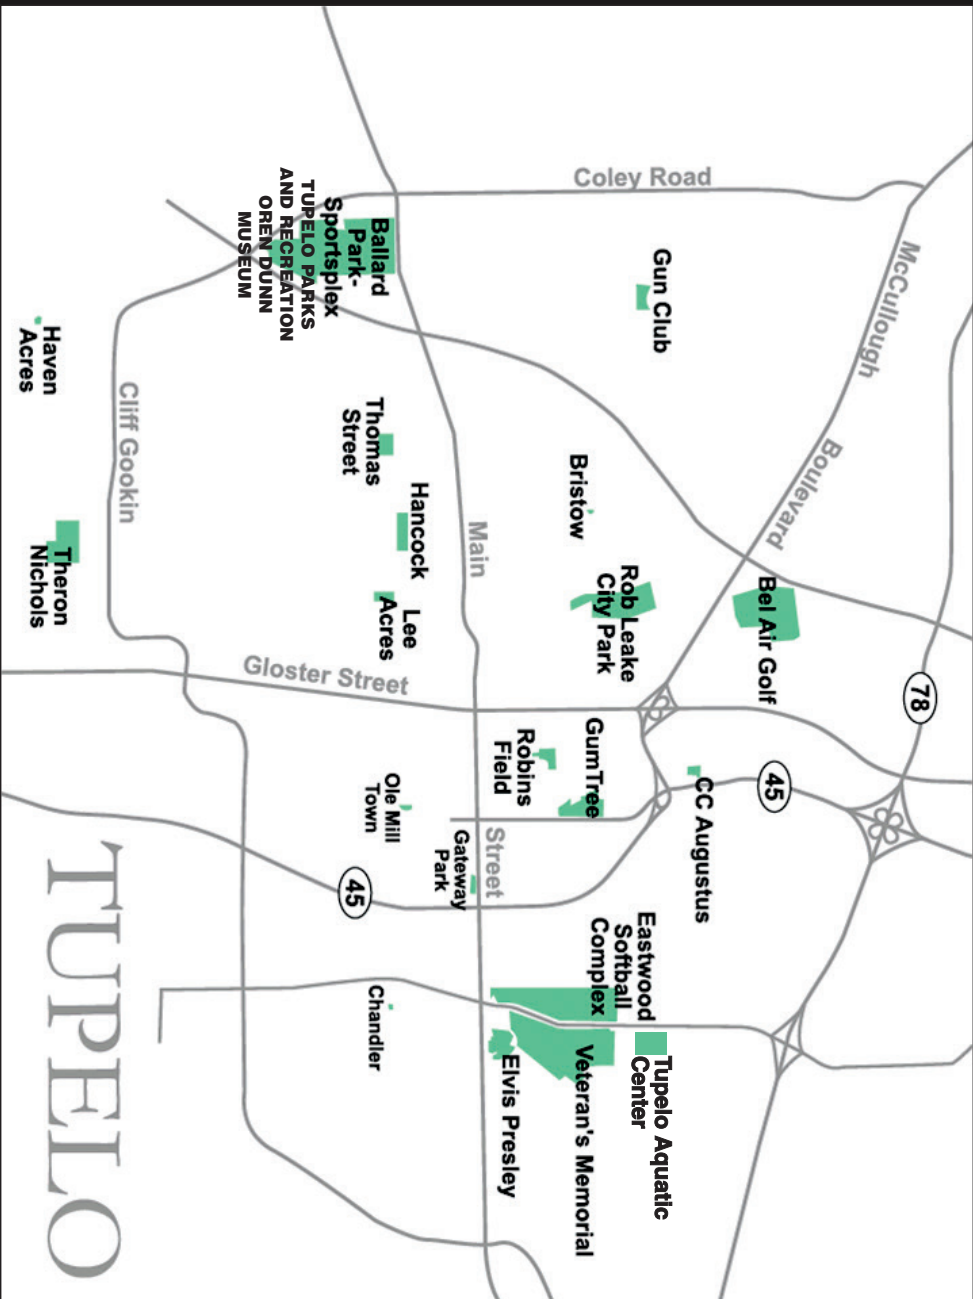 78
McCullough
Boulevard
45
Bel Air Golf
CC Augustus
Coley Road
Gun Club
Tupelo Aquatic
Center
Eastwood
Softball
Complex
Rob Leake
City Park
GumTree
Veteran's Memorial
Bristow
Robins
Field
Elvis Presley
Main
Street
Gateway
Park
Hancock
Lee
Acres
Ole Mill
Town
Ballard
Park-
Sportsplex
TUPELO PARKS
AND RECREATION
OREN DUNN
MUSEUM
Thomas
Street
Chandler
45
Gloster Street
Cliff Gookin
TUPELO
Theron
Nichols
Haven
Acres